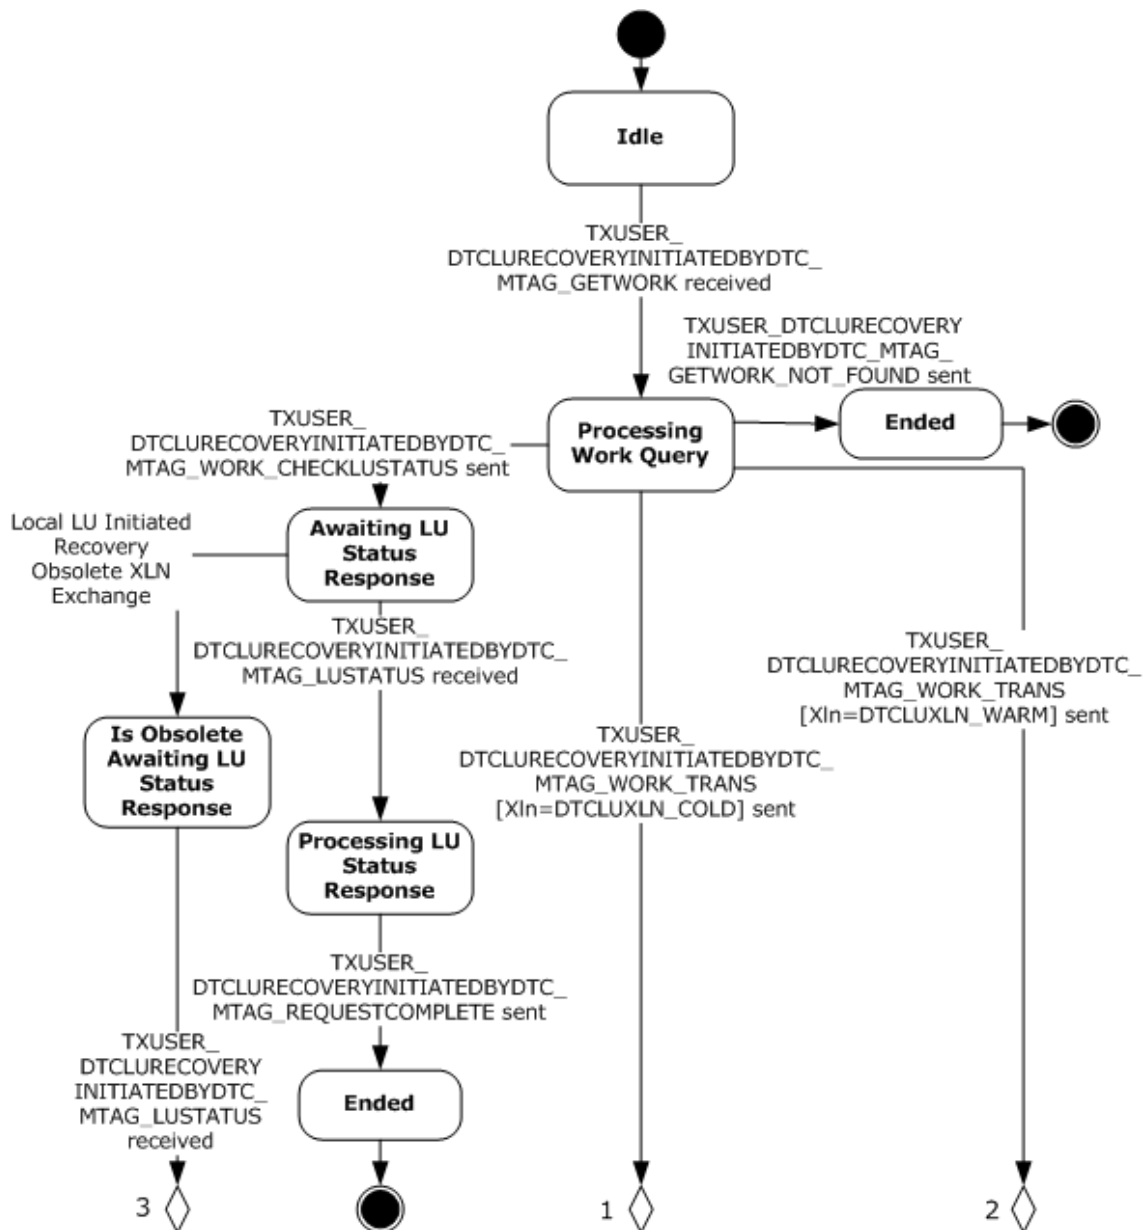 Idle
TXUSER_
DTCLURECOVERYINITIATEDBYDTC_
MTAG_GETWORK received
TXUSER_DTCLURECOVERY
INITIATEDBYDTC_MTAG_
GETWORK_NOT_FOUND sent
Processing
Work Query
Ended
TXUSER_
DTCLURECOVERYINITIATEDBYDTC_
MTAG_WORK_CHECKLUSTATUS sent
Awaiting LU
Status
Response
Local LU Initiated
Recovery
Obsolete XLN
Exchange
TXUSER_
DTCLURECOVERYINITIATEDBYDTC_
MTAG_LUSTATUS received
TXUSER_
DTCLURECOVERYINITIATEDBYDTC_
MTAG_WORK_TRANS
[Xln=DTCLUXLN_WARM] sent
Is Obsolete
Awaiting LU
Status
Response
TXUSER_
DTCLURECOVERYINITIATEDBYDTC_
MTAG_WORK_TRANS
[Xln=DTCLUXLN_COLD] sent
Processing LU
Status
Response
TXUSER_
DTCLURECOVERYINITIATEDBYDTC_
MTAG_REQUESTCOMPLETE sent
TXUSER_
DTCLURECOVERY
INITIATEDBYDTC_
MTAG_LUSTATUS
received
Ended
3
1
2